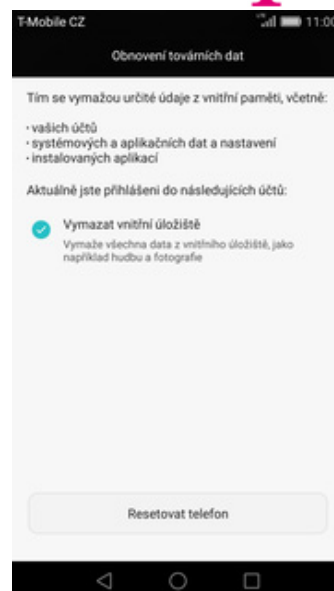 T-Mobile CZ 11:00
Obnovení továrních dat
Tím se vymažou určité údaje z vnitřní paměti, včetně:
• vašich účtů
• systémových a aplikačních dat a nastavení
• instalovaných aplikací
Aktuálně jste přihlášeni do následujících účtů:
Vymazat vnitřní úložiště
Vymaže všechna data z vnitřního úložiště, jako
například hudbu a fotografie
Resetovat telefon